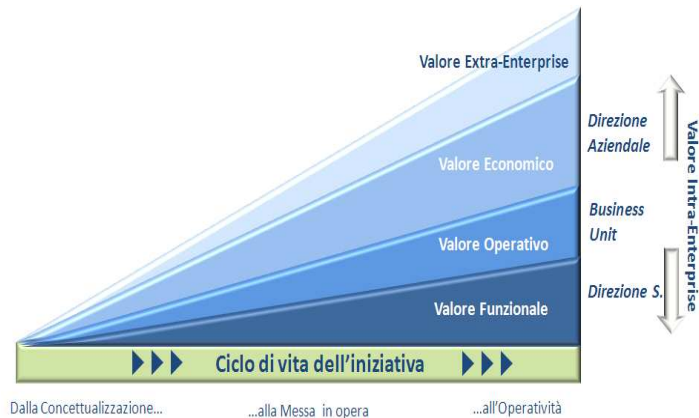 Valore Extra-Enterprise
Direzione
Aziendale
Valore Economico
Business
Unit
Valore Operativo
Direzione S.
Valore Funzionale
Valore Intra-Enterprise
Ciclo di vita dell'iniziativa
Dalla Concettualizzazione...
...alla Messa in opera
...all'Operatività